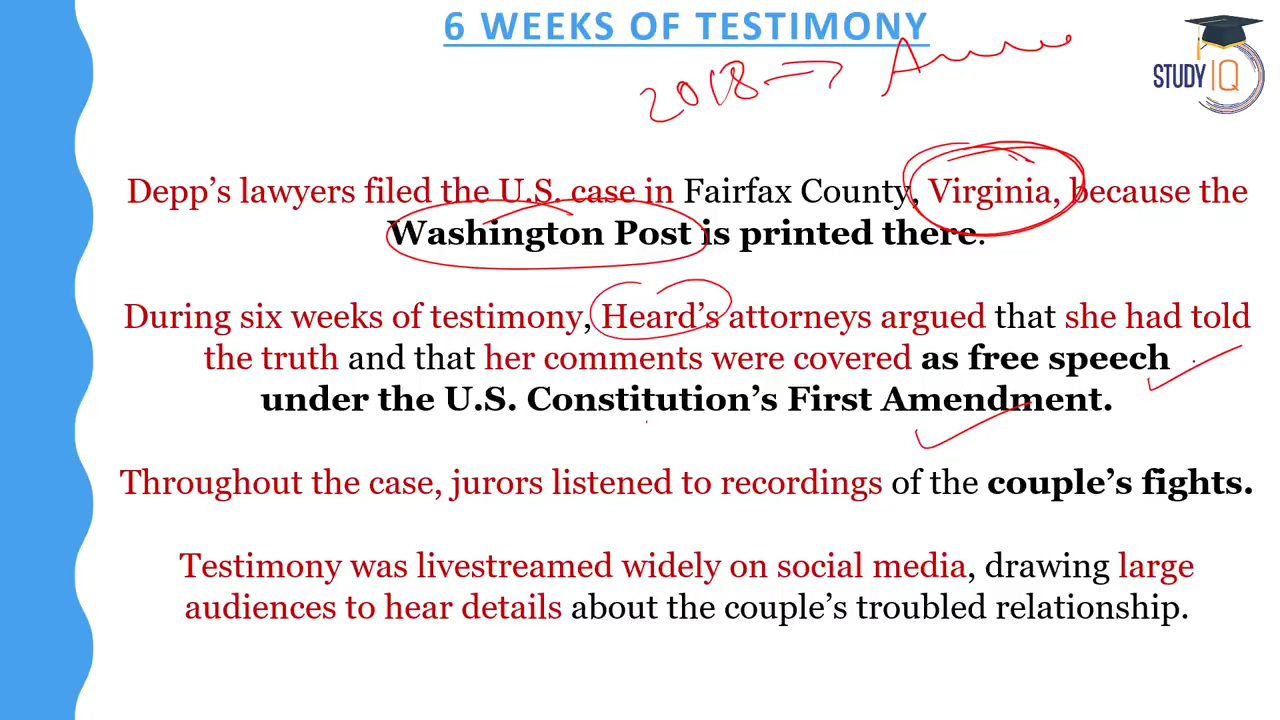 6 WEEKS OF TESTIMONY
2018 →
STUDY IQ
Depp’s lawyers filed the U.S. case in Fairfax County, Virginia, because the
Washington Post is printed there.
During six weeks of testimony, Heard’s attorneys argued that she had told
the truth and that her comments were covered as free speech
under the U.S. Constitution’s First Amendment.
Throughout the case, jurors listened to recordings of the couple’s fights.
Testimony was livestreamed widely on social media, drawing large
audiences to hear details about the couple’s troubled relationship.